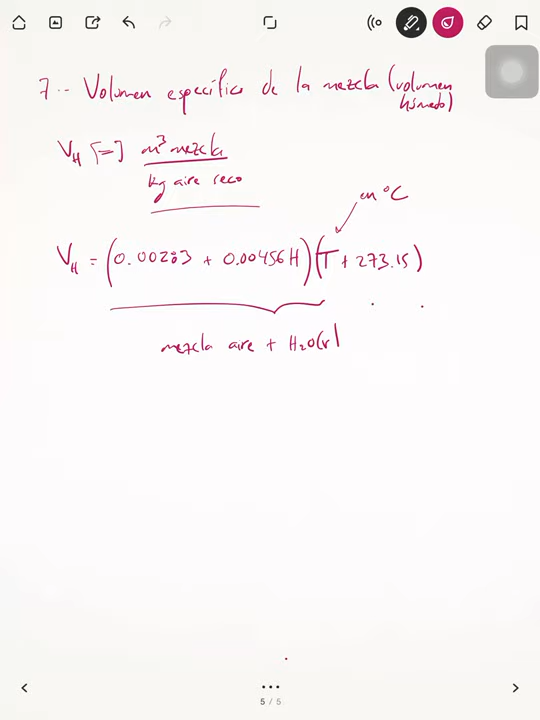 7.- Volumen específico de la mezcla (volumen
húmedo)
V_H [=] m³ mezcla
kg aire seco
en °C
V_H = (0.00283 + 0.00456 H)(T + 273.15)
mezcla aire + H₂O(v)
5 / 5